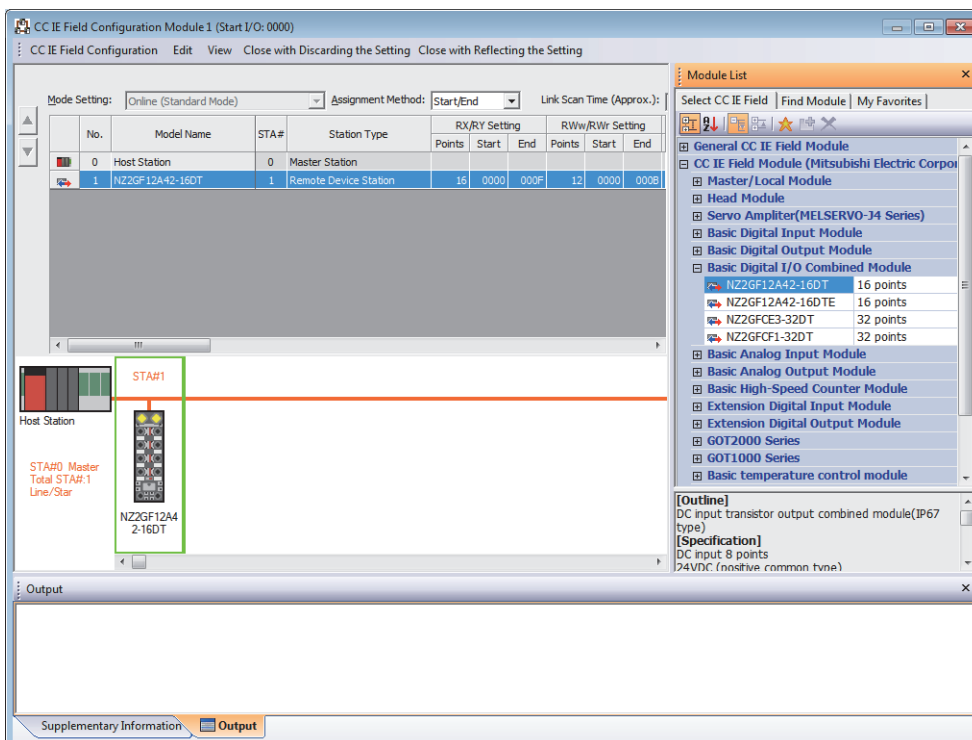 CC IE Field Configuration Module 1 (Start I/O: 0000)
CC IE Field Configuration Edit View Close with Discarding the Setting Close with Reflecting the Setting
Mode Setting: Online (Standard Mode) Assignment Method: Start/End Link Scan Time (Approx.):
No. Model Name STA# Station Type RX/RY Setting RWw/RWr Setting
Points Start End Points Start End
0 Host Station 0 Master Station
1 NZ2GF12A42-16DT 1 Remote Device Station 16 0000 000F 12 0000 000B
STA#1
Host Station
STA#0 Master
Total STA#:1
Line/Star
NZ2GF12A4
2-16DT
Module List
Select CC IE Field Find Module My Favorites
General CC IE Field Module
CC IE Field Module (Mitsubishi Electric Corpor
Master/Local Module
Head Module
Servo Ampliter(MELSERVO-J4 Series)
Basic Digital Input Module
Basic Digital Output Module
Basic Digital I/O Combined Module
NZ2GF12A42-16DT 16 points
NZ2GF12A42-16DTE 16 points
NZ2GFCE3-32DT 32 points
NZ2GFCF1-32DT 32 points
Basic Analog Input Module
Basic Analog Output Module
Basic High-Speed Counter Module
Extension Digital Input Module
Extension Digital Output Module
GOT2000 Series
GOT1000 Series
Basic temperature control module
[Outline]
DC input transistor output combined module(IP67
type)
[Specification]
DC input 8 points
24VDC (positive common type)
Output
Supplementary Information Output